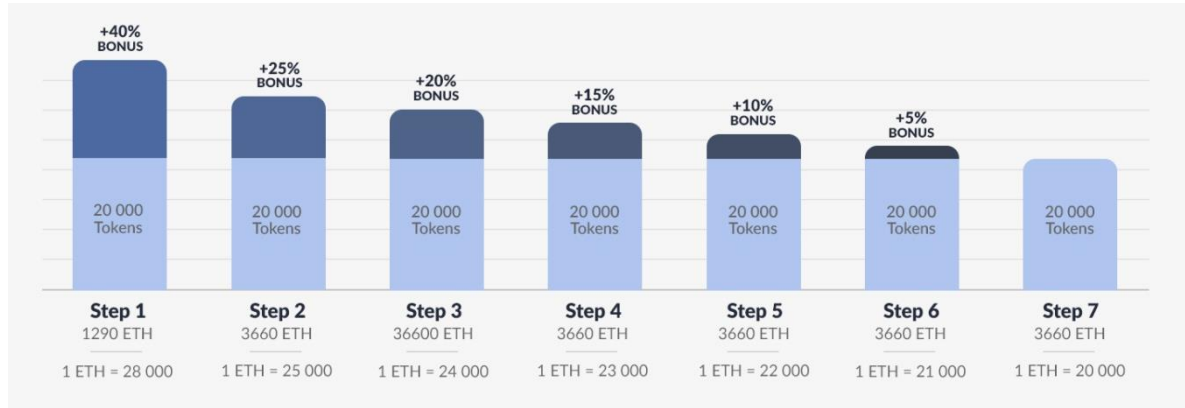 +40%
BONUS
+25%
BONUS
+20%
BONUS
+15%
BONUS
+10%
BONUS
+5%
BONUS
20 000
Tokens
20 000
Tokens
20 000
Tokens
20 000
Tokens
20 000
Tokens
20 000
Tokens
20 000
Tokens
Step 1
1290 ETH
1 ETH = 28 000
Step 2
3660 ETH
1 ETH = 25 000
Step 3
36600 ETH
1 ETH = 24 000
Step 4
3660 ETH
1 ETH = 23 000
Step 5
3660 ETH
1 ETH = 22 000
Step 6
3660 ETH
1 ETH = 21 000
Step 7
3660 ETH
1 ETH = 20 000